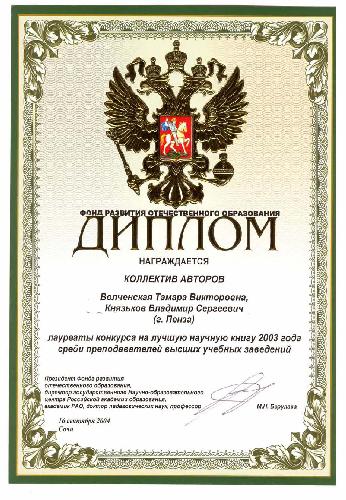 ФОНД РАЗВИТИЯ ОТЕЧЕСТВЕННОГО ОБРАЗОВАНИЯ
ДИПЛОМ
НАГРАЖДАЕТСЯ
КОЛЛЕКТИВ АВТОРОВ
Волченская Тамара Викторовна,
Князьков Владимир Сергеевич
(г. Пенза)
лауреаты конкурса на лучшую научную книгу 2003 года
среди преподавателей высших учебных заведений
Президент Фонда развития
отечественного образования,
директор государственного Научно-образовательного
центра Российской академии образования,
академик РАО, доктор педагогических наук, профессор
М.Н. Берулава
16 сентября 2004
Сочи